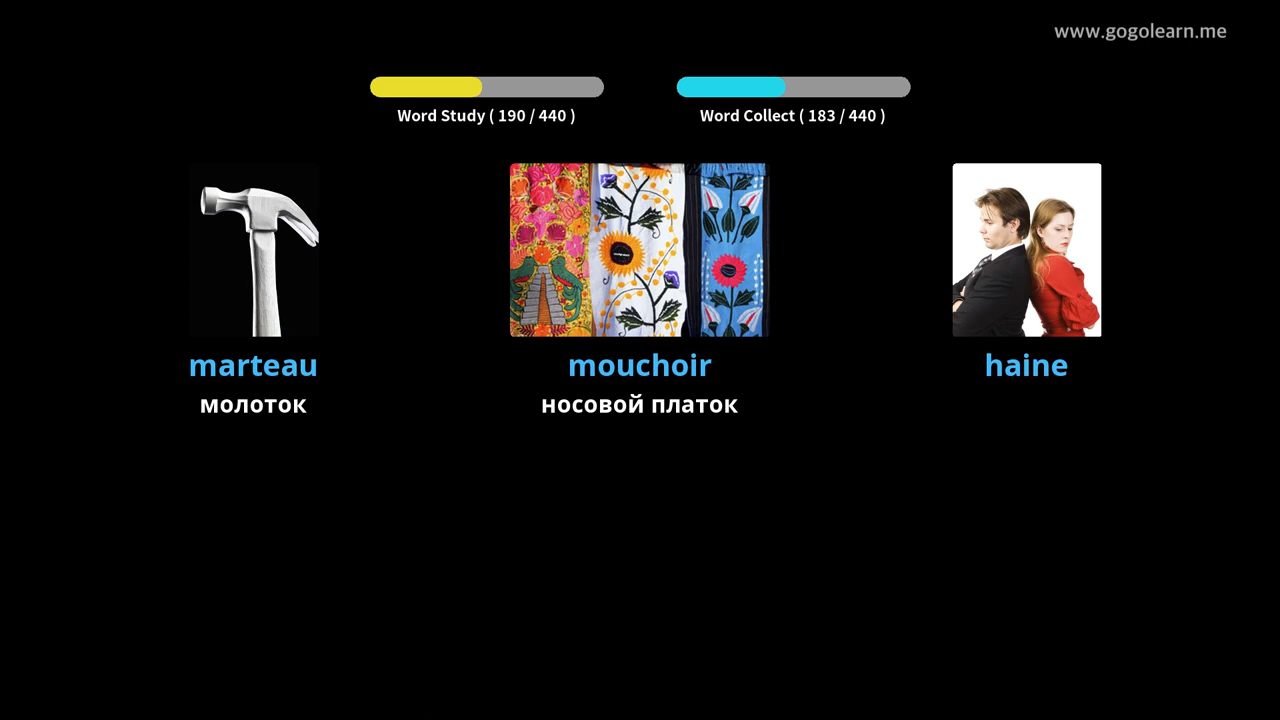 www.gogolearn.me
Word Study ( 190 / 440 )
Word Collect ( 183 / 440 )
marteau
молоток
mouchoir
носовой платок
haine